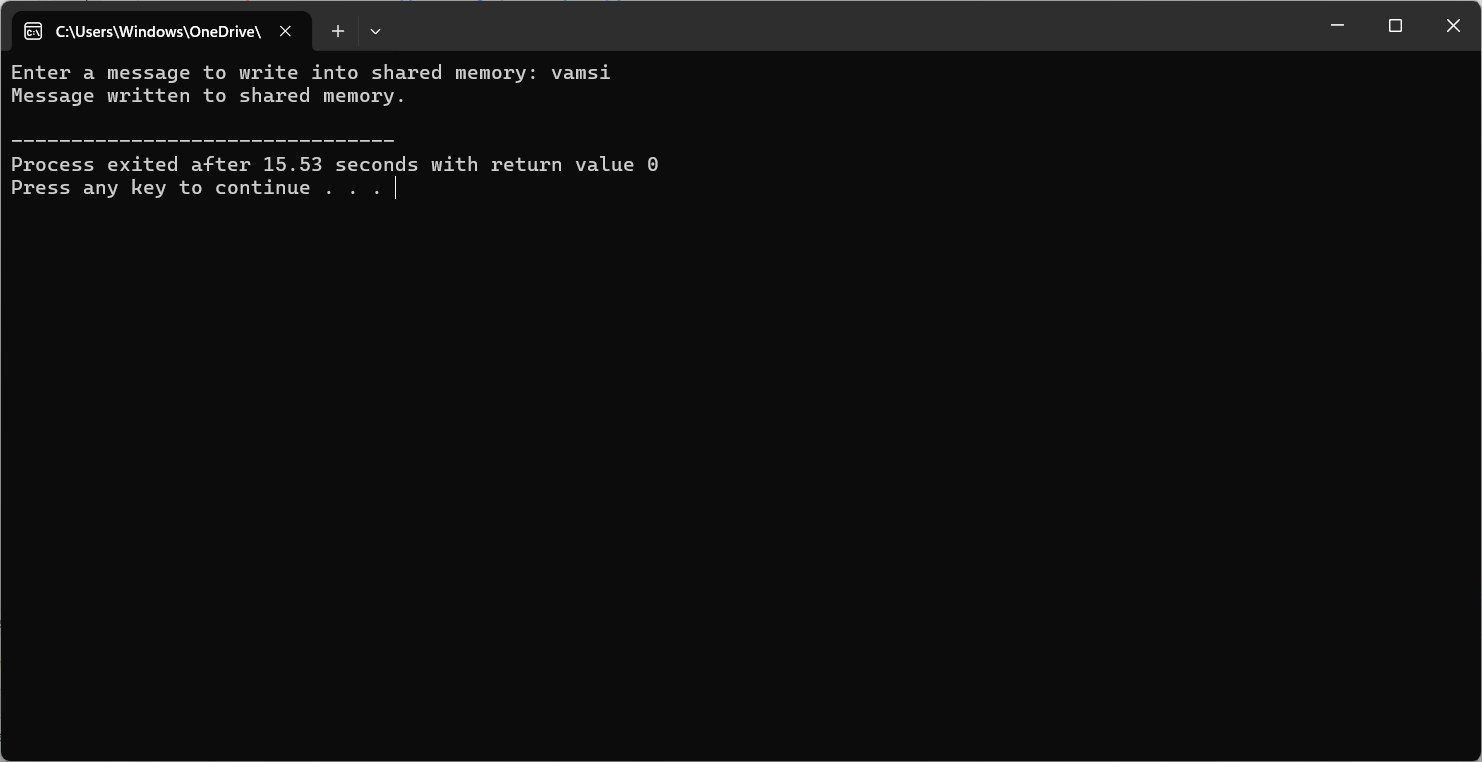 C:\Users\Windows\OneDrive\
Enter a message to write into shared memory: vamsi
Message written to shared memory.
--------------------------------
Process exited after 15.53 seconds with return value 0
Press any key to continue . . .